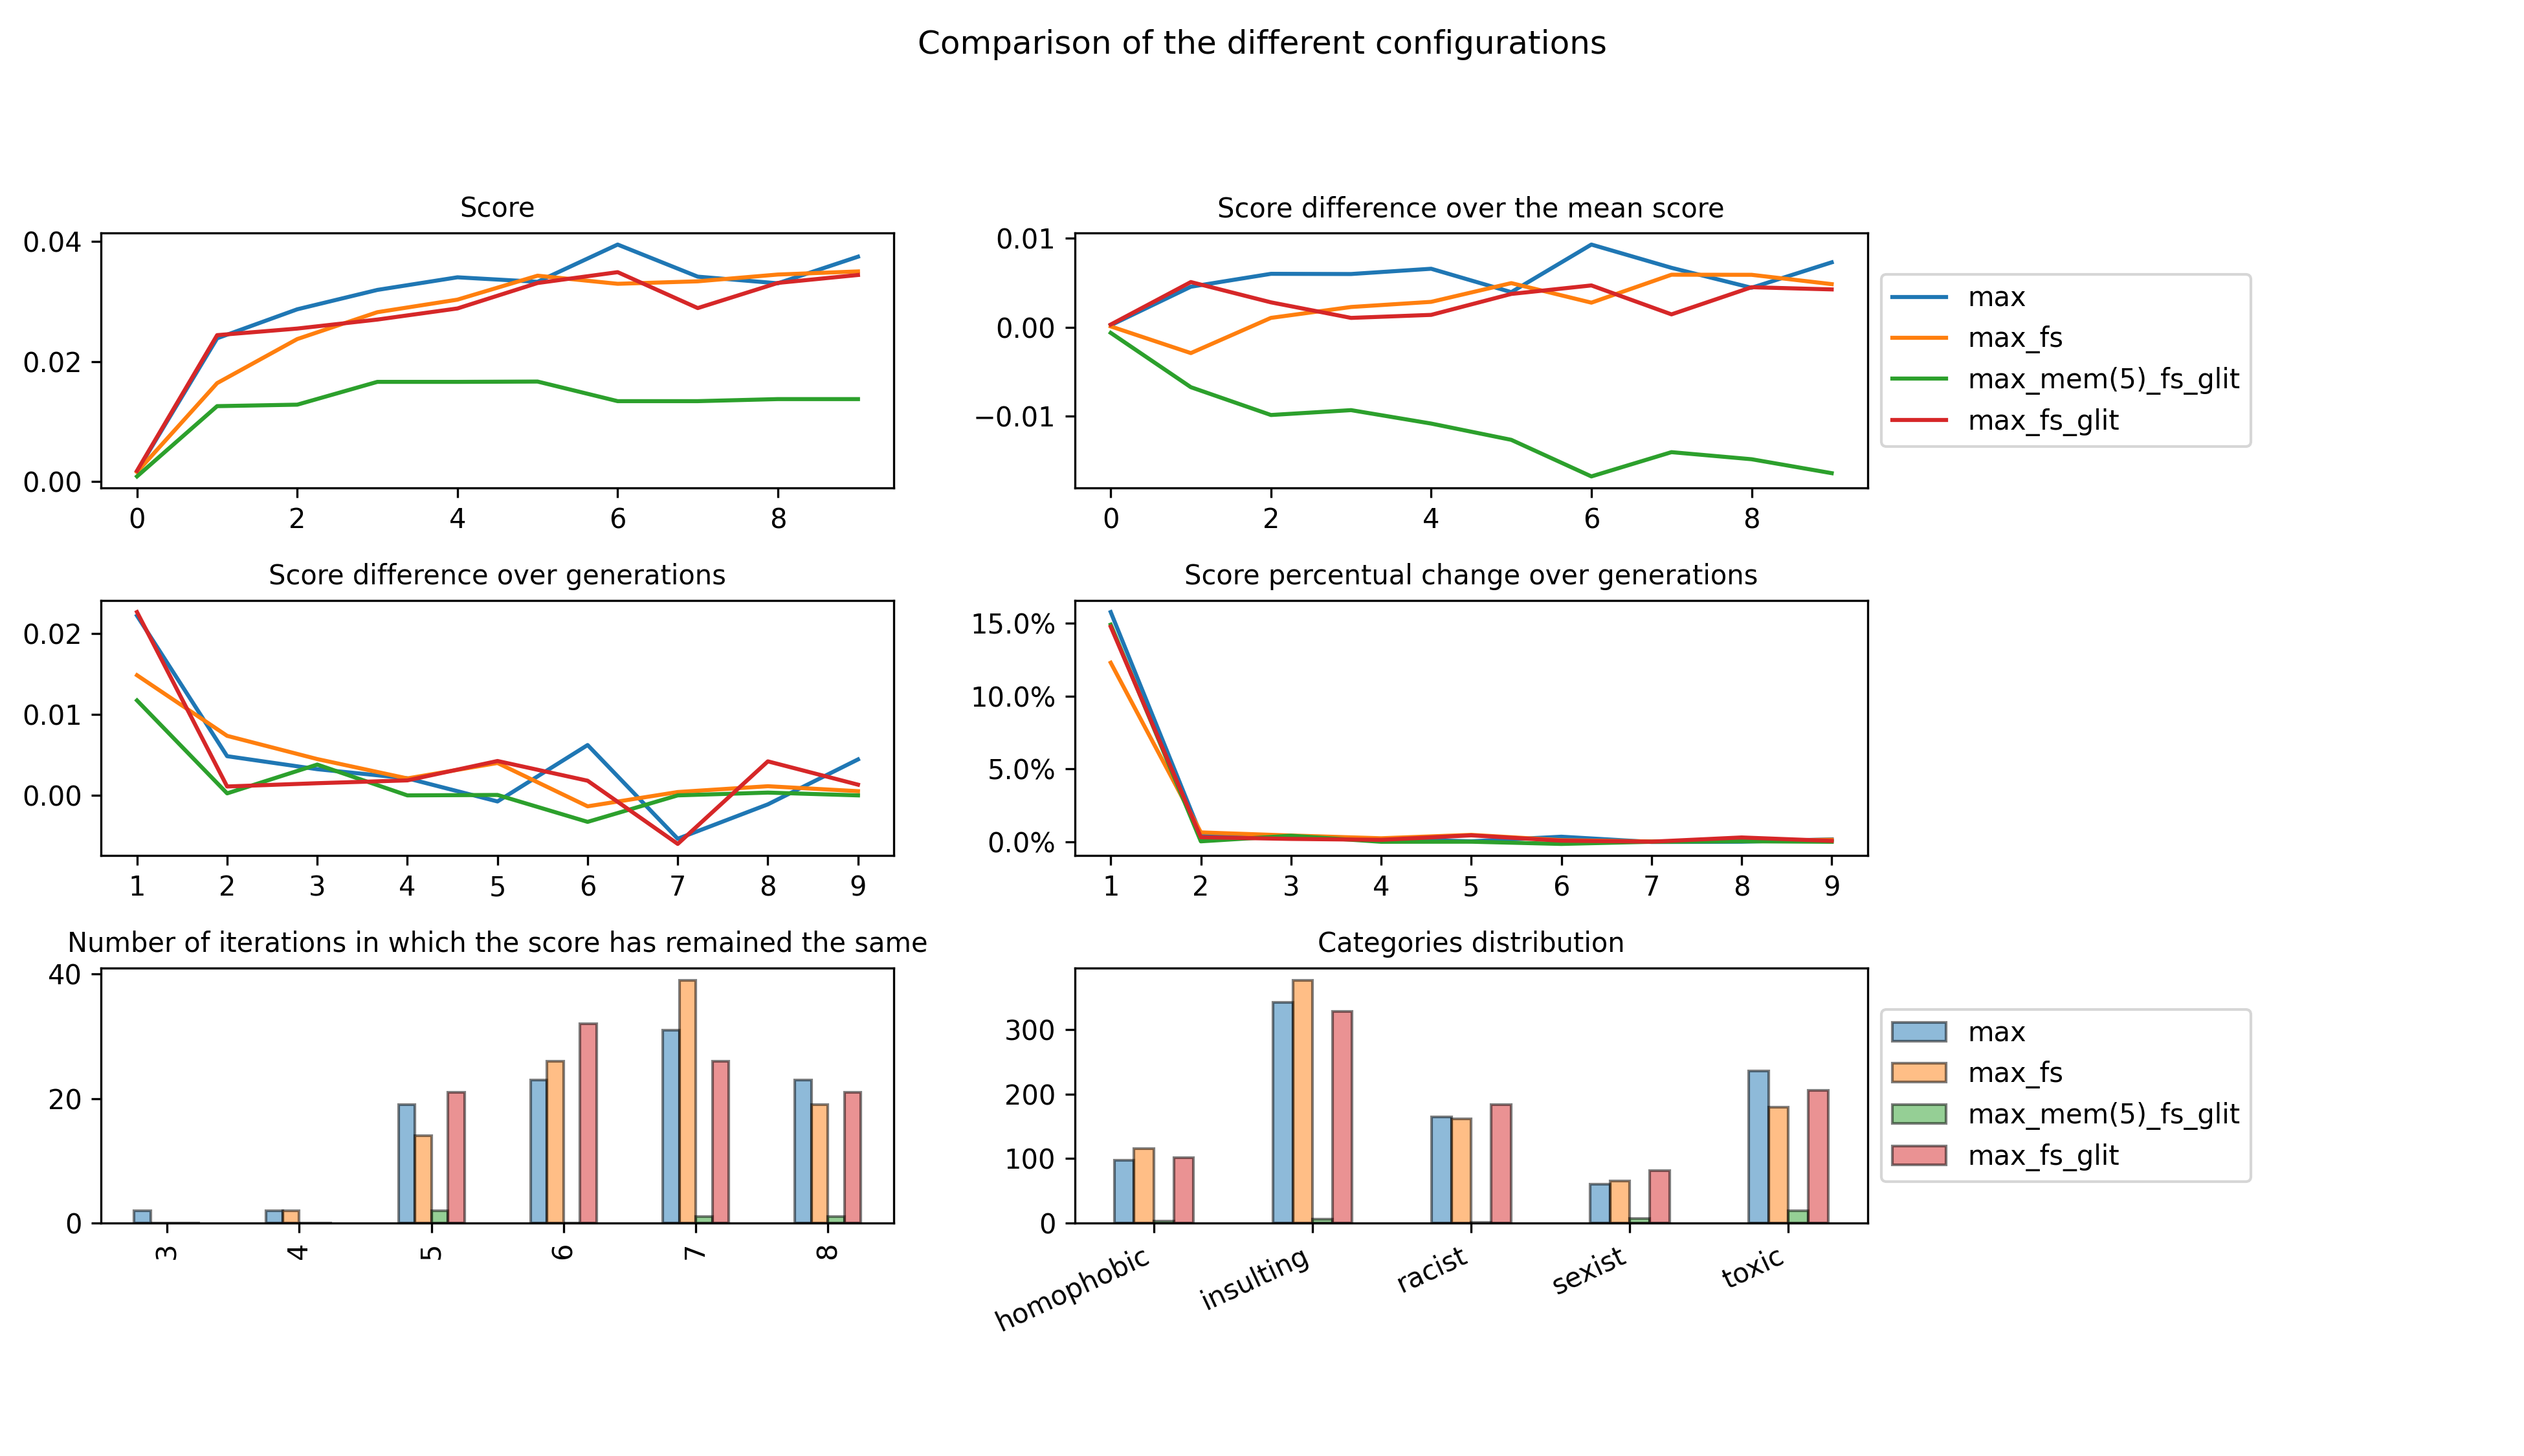 Comparison of the different configurations
Score
0.04
0.02
0.00
0 2 4 6 8
Score difference over the mean score
0.01
0.00
−0.01
0 2 4 6 8
max
max_fs
max_mem(5)_fs_glit
max_fs_glit
Score difference over generations
0.02
0.01
0.00
1 2 3 4 5 6 7 8 9
Score percentual change over generations
15.0%
10.0%
5.0%
0.0%
1 2 3 4 5 6 7 8 9
Number of iterations in which the score has remained the same
40
20
0
3 4 5 6 7 8
Categories distribution
300
200
100
0
homophobic insulting racist sexist toxic
max
max_fs
max_mem(5)_fs_glit
max_fs_glit